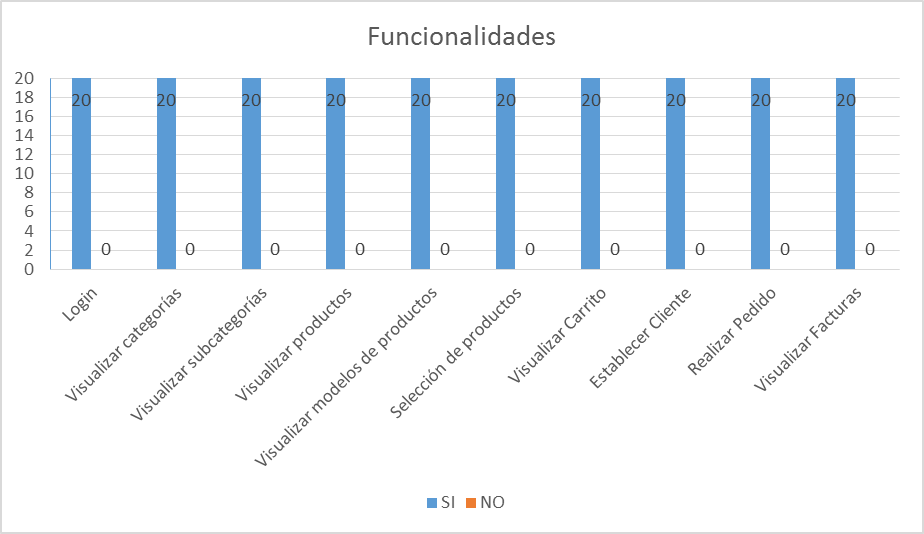 Funcionalidades
20
18
16
14
12
10
8
6
4
2
0
20 20 20 20 20 20 20 20 20 20
0 0 0 0 0 0 0 0 0 0
Login
Visualizar categorías
Visualizar subcategorías
Visualizar productos
Visualizar modelos de productos
Selección de productos
Visualizar Carrito
Establecer Cliente
Realizar Pedido
Visualizar Facturas
SI NO